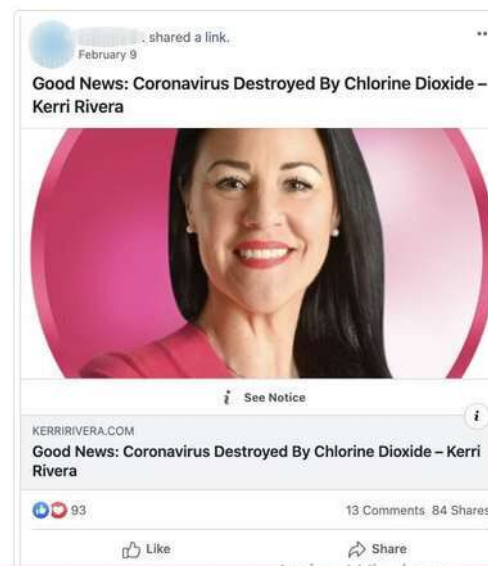 . shared a link.
February 9
Good News: Coronavirus Destroyed By Chlorine Dioxide –
Kerri Rivera
i See Notice
i
KERRIRIVERA.COM
Good News: Coronavirus Destroyed By Chlorine Dioxide – Kerri
Rivera
93
13 Comments 84 Shares
Like
Share